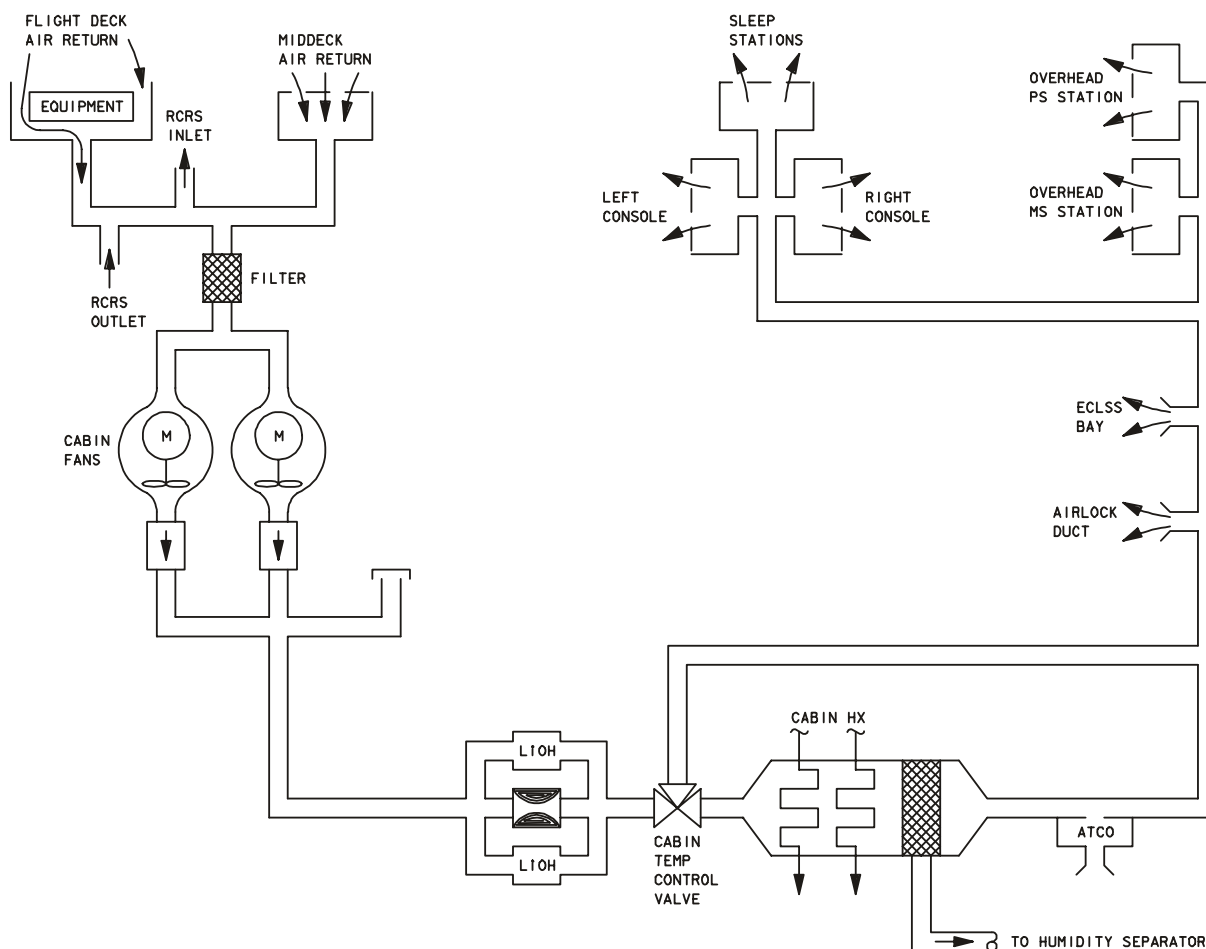 FLIGHT DECK
AIR RETURN
EQUIPMENT
MIDDECK
AIR RETURN
RCRS
INLET
RCRS
OUTLET
FILTER
SLEEP
STATIONS
LEFT
CONSOLE
RIGHT
CONSOLE
OVERHEAD
PS STATION
OVERHEAD
MS STATION
CABIN
FANS
M
M
ECLSS
BAY
AIRLOCK
DUCT
LiOH
LiOH
CABIN
TEMP
CONTROL
VALVE
CABIN HX
ATCO
TO HUMIDITY SEPARATOR